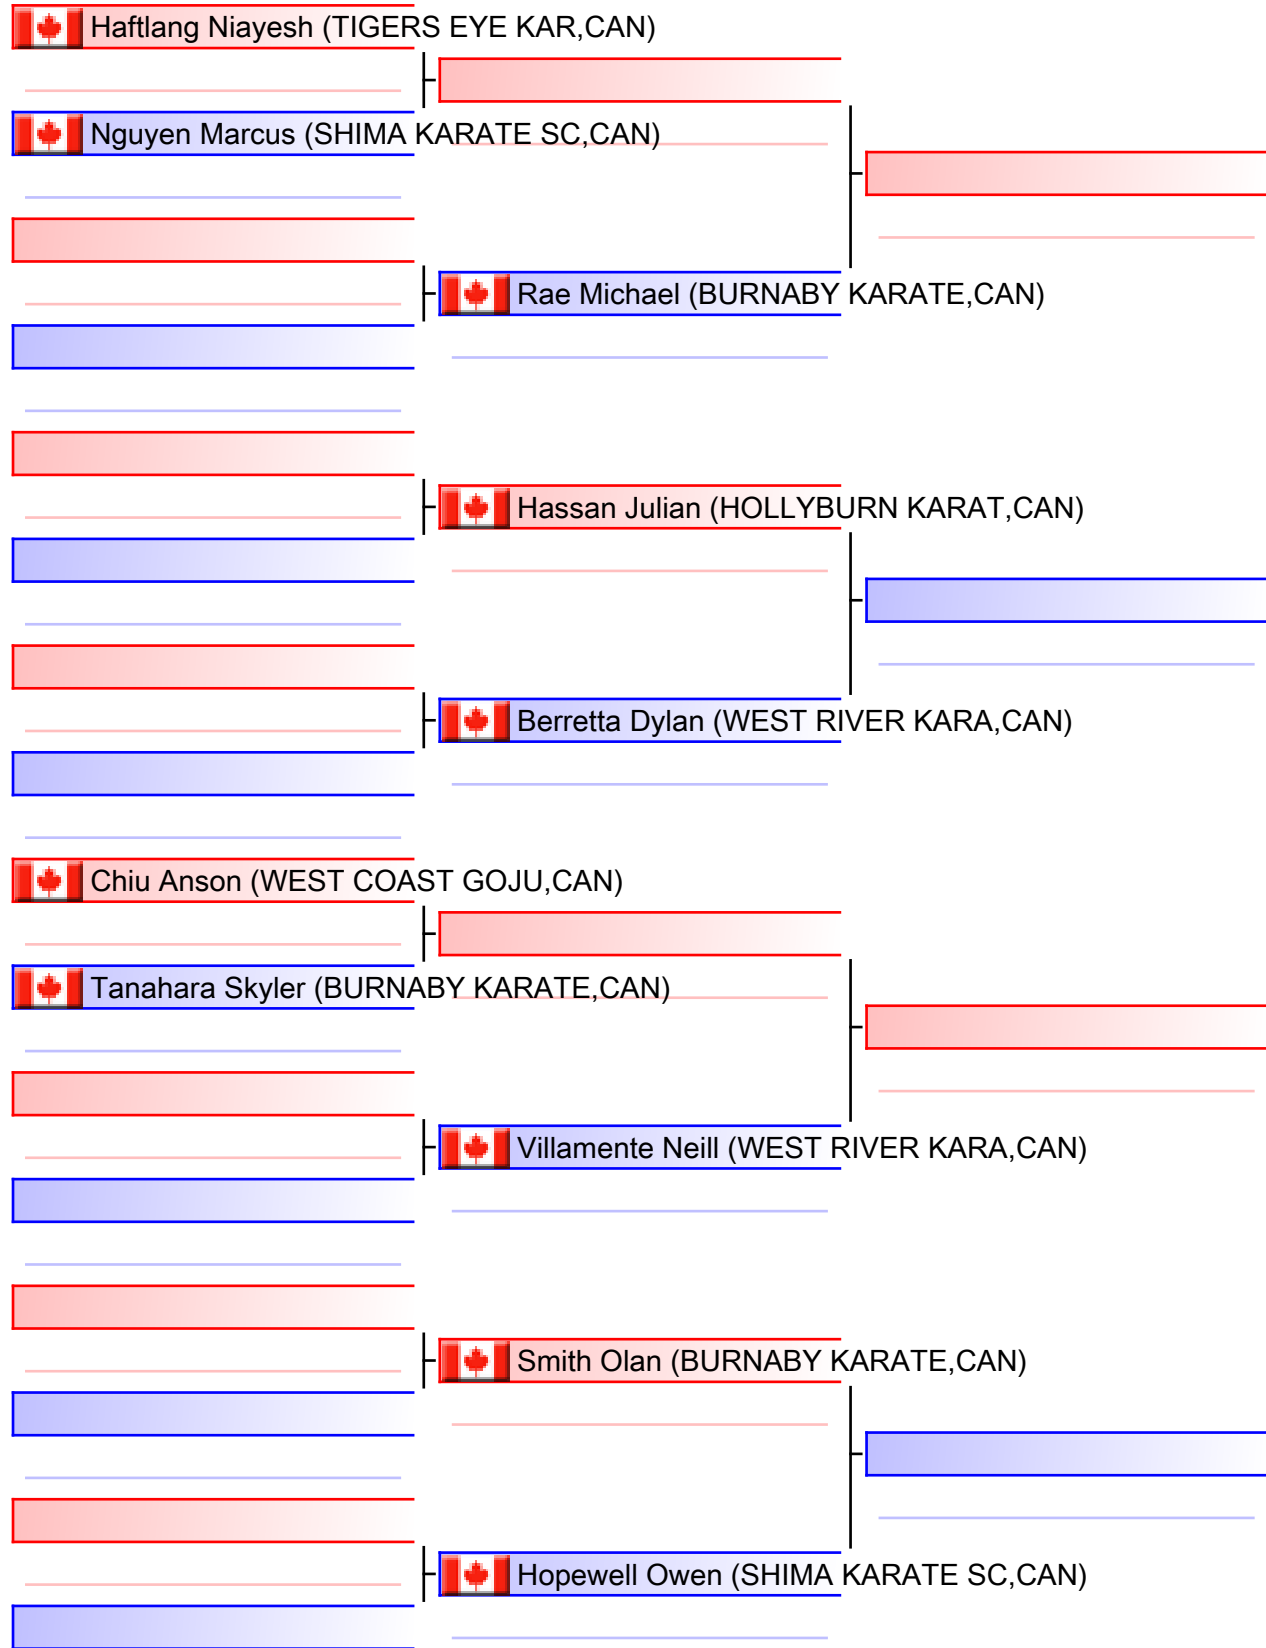 Haftlang Niayesh (TIGERS EYE KAR,CAN)
Nguyen Marcus (SHIMA KARATE SC,CAN)
Rae Michael (BURNABY KARATE,CAN)
Hassan Julian (HOLLYBURN KARAT,CAN)
Berretta Dylan (WEST RIVER KARA,CAN)
Chiu Anson (WEST COAST GOJU,CAN)
Tanahara Skyler (BURNABY KARATE,CAN)
Villamente Neill (WEST RIVER KARA,CAN)
Smith Olan (BURNABY KARATE,CAN)
Hopewell Owen (SHIMA KARATE SC,CAN)